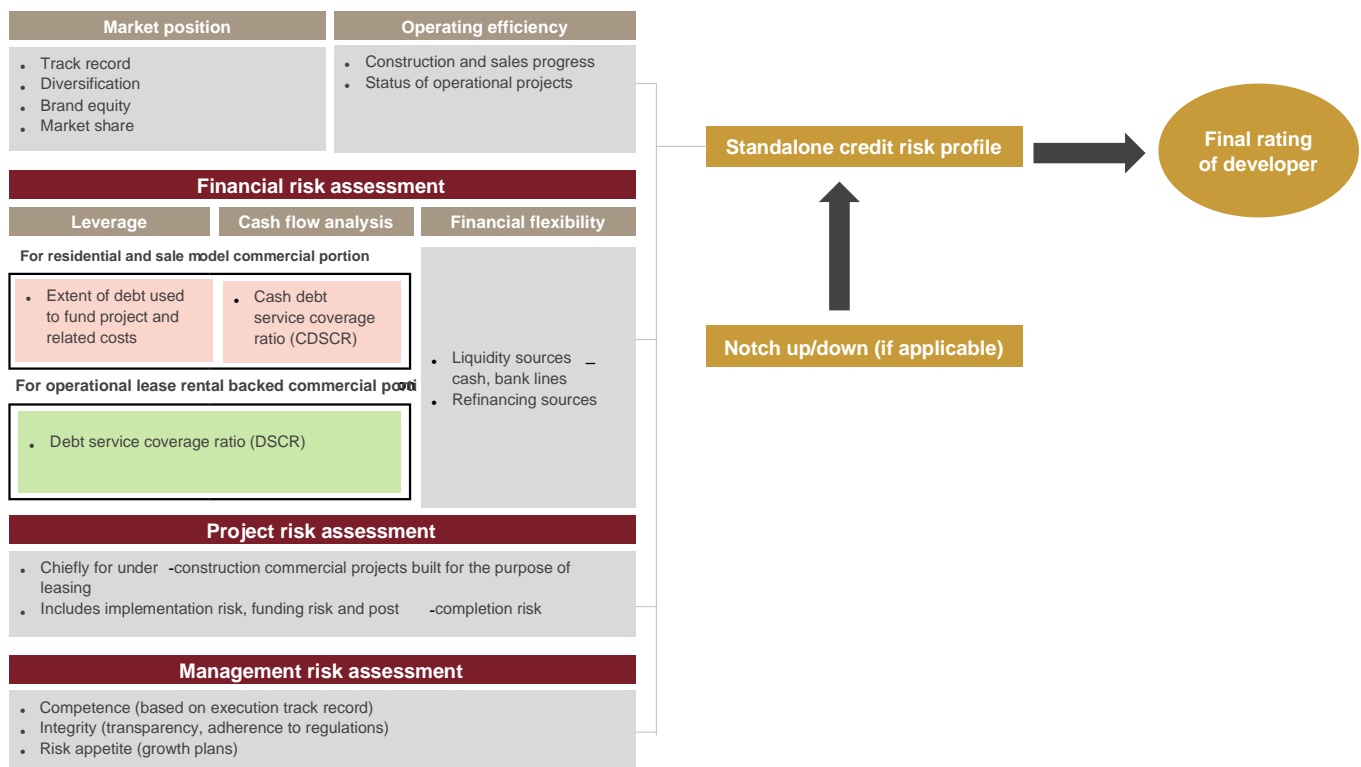 Market position
Operating efficiency
• Track record
• Diversification
• Brand equity
• Market share
• Construction and sales progress
• Status of operational projects
Financial risk assessment
Leverage
Cash flow analysis
Financial flexibility
For residential and sale model commercial portion
• Extent of debt used
to fund project and
related costs
• Cash debt
service coverage
ratio (CDSCR)
For operational lease rental backed commercial portion
• Debt service coverage ratio (DSCR)
• Liquidity sources –
cash, bank lines
• Refinancing sources
Project risk assessment
• Chiefly for under -construction commercial projects built for the purpose of
leasing
• Includes implementation risk, funding risk and post -completion risk
Management risk assessment
• Competence (based on execution track record)
• Integrity (transparency, adherence to regulations)
• Risk appetite (growth plans)
Standalone credit risk profile
Notch up/down (if applicable)
Final rating
of developer